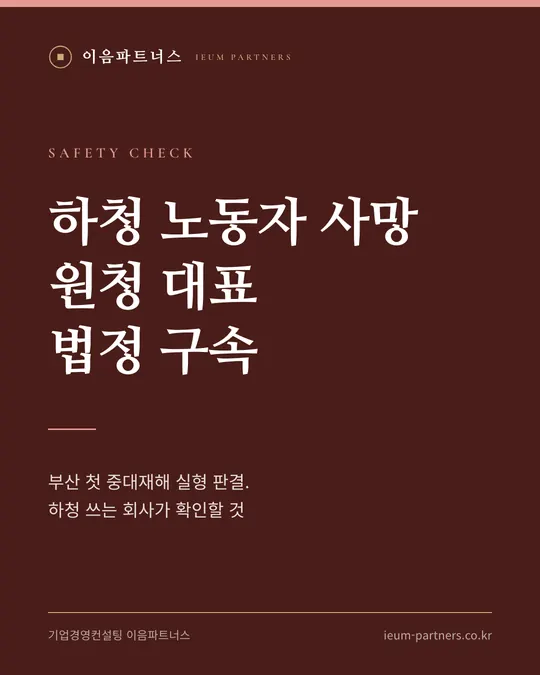 이음파트너스 IEUM PARTNERS
SAFETY CHECK
하청 노동자 사망
원청 대표
법정 구속
부산 첫 중대재해 실형 판결.
하청 쓰는 회사가 확인할 것
기업경영컨설팅 이음파트너스 ieum-partners.co.kr